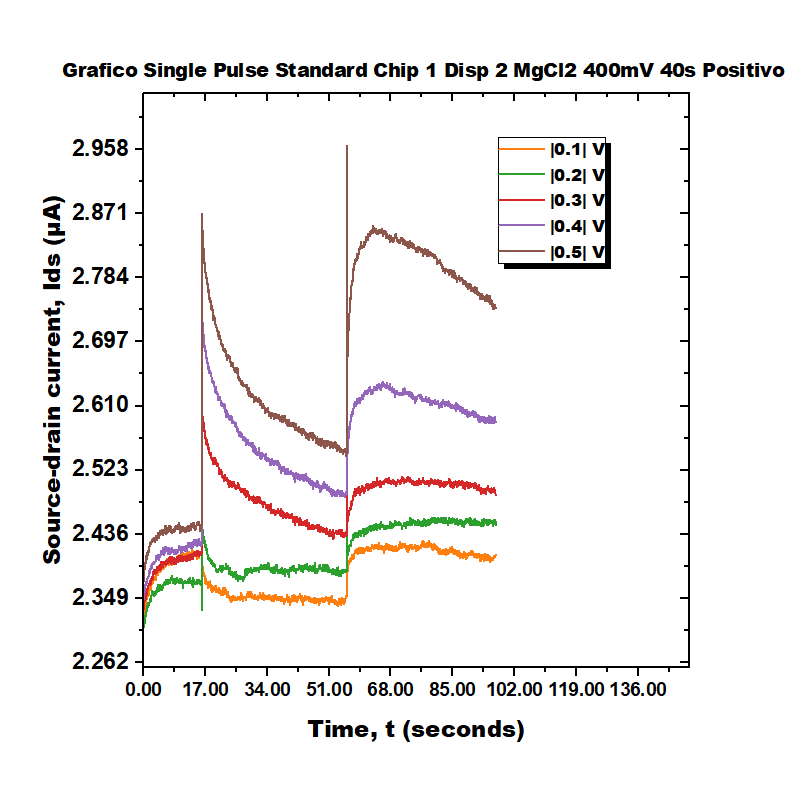 Grafico Single Pulse Standard Chip 1 Disp 2 MgCl2 400mV 40s Positivo
|0.1| V
|0.2| V
|0.3| V
|0.4| V
|0.5| V
Source-drain current, Ids (µA)
2.958
2.871
2.784
2.697
2.610
2.523
2.436
2.349
2.262
0.00 17.00 34.00 51.00 68.00 85.00 102.00 119.00 136.00
Time, t (seconds)